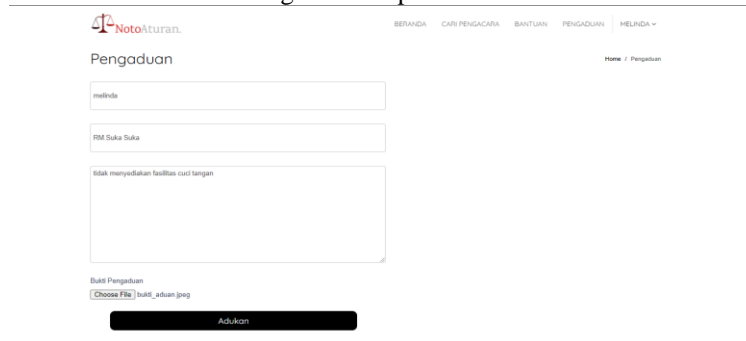 NotoAturan.
BERANDA CARI PENGACARA BANTUAN PENGADUAN MELINDA
Pengaduan
Home / Pengaduan
melinda
RM.Suka Suka
tidak menyediakan fasilitas cuci tangan
Bukti Pengaduan
Choose File bukti_aduan.jpeg
Adukan